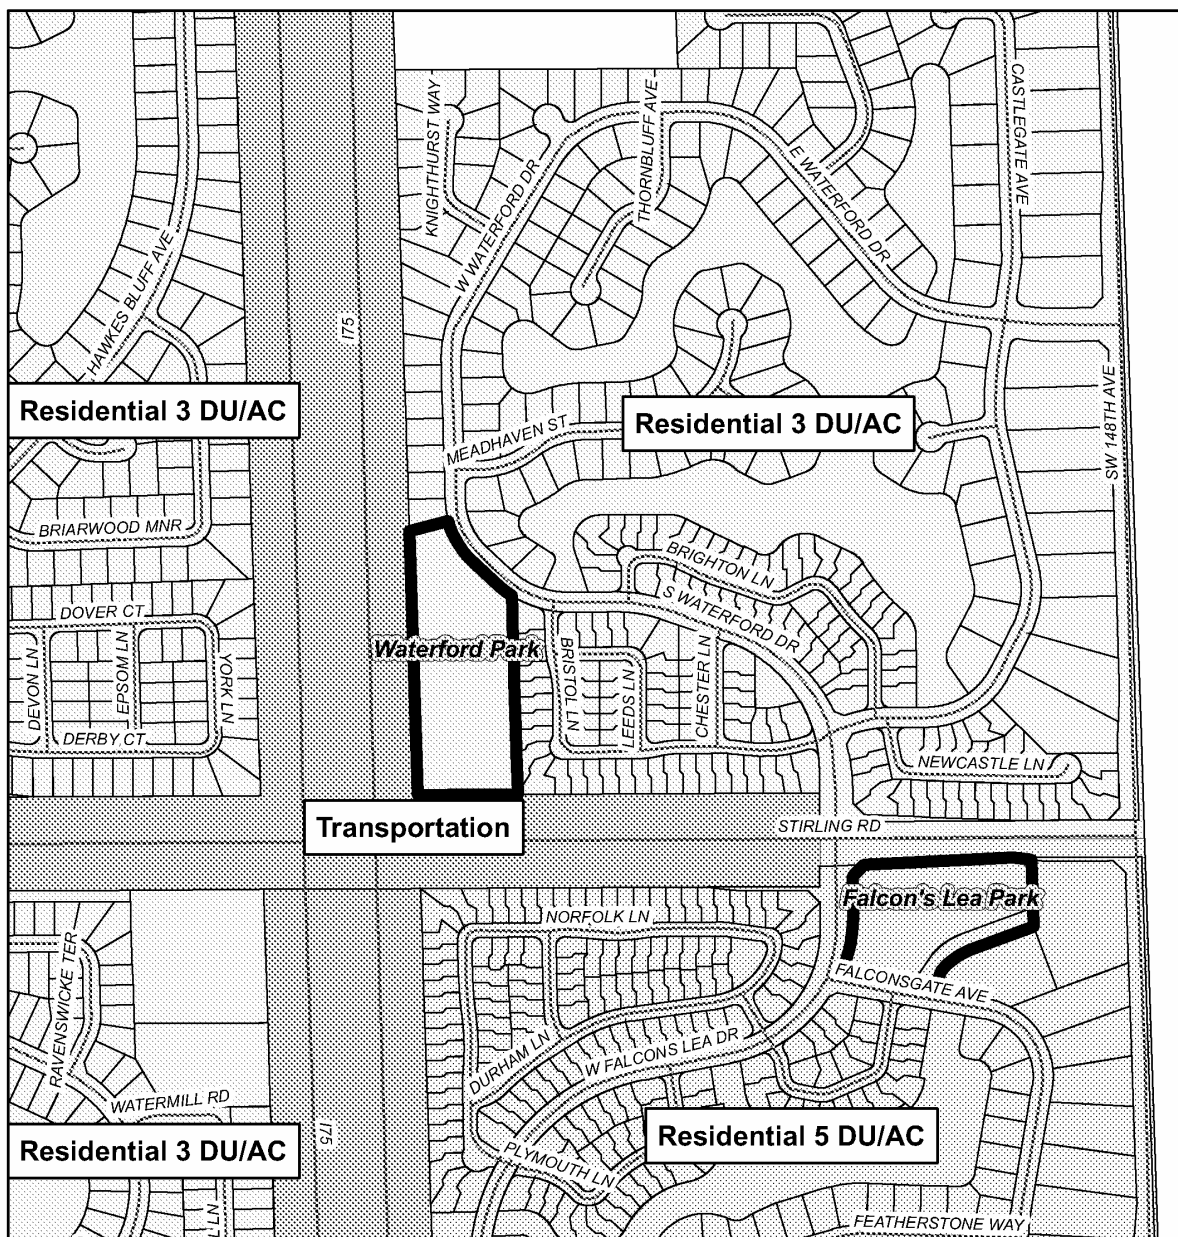 KNIGHTHURST WAY
THORNBLUFF AVE
CASTLEGATE AVE
E WATERFORD DR
W WATERFORD DR
HAWKES BLUFF AVE
I75
SW 148TH AVE
Residential 3 DU/AC
Residential 3 DU/AC
MEADHAVEN ST
BRIARWOOD MNR
BRIGHTON LN
S WATERFORD DR
DOVER CT
DEVON LN
EPSOM LN
YORK LN
DERBY CT
Waterford Park
BRISTOL LN
LEEDS LN
CHESTER LN
NEWCASTLE LN
Transportation
STIRLING RD
Falcon's Lea Park
NORFOLK LN
RAVENSWICKE TER
FALCONSGATE AVE
DURHAM LN
W FALCONS LEA DR
WATERMILL RD
I75
Residential 3 DU/AC
Residential 5 DU/AC
PLYMOUTH LN
LN
FEATHERSTONE WAY